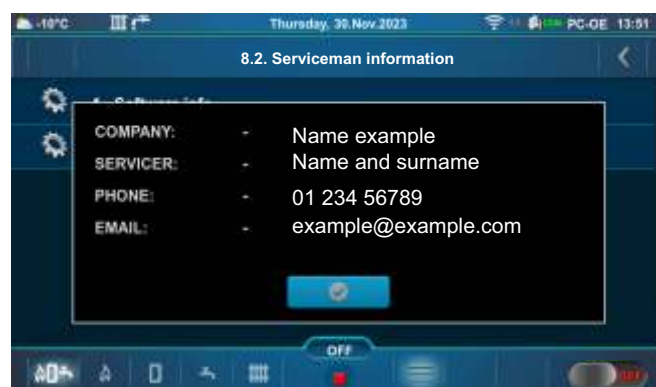 -10°C Thursday, 30.Nov.2023 PC-OE 13:51
8.2. Serviceman information
COMPANY: - Name example
SERVICER: - Name and surname
PHONE: - 01 234 56789
EMAIL: - example@example.com
OFF
OFF